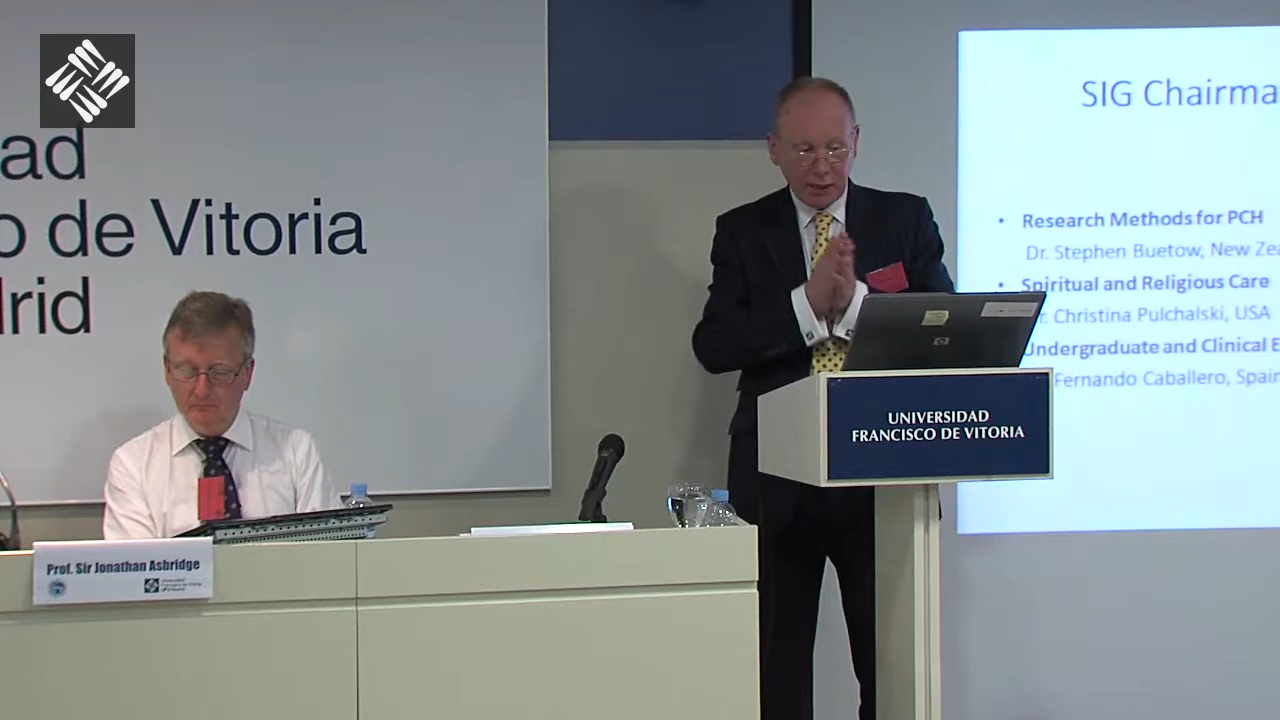 ad
o de Vitoria
drid
SIG Chairma
• Research Methods for PCH
Dr. Stephen Buetow, New Zea
• Spiritual and Religious Care
r. Christina Pulchalski, USA
Undergraduate and Clinical E
Fernando Caballero, Spain
UNIVERSIDAD
FRANCISCO DE VITORIA
hp
Prof. Sir Jonathan Asbridge